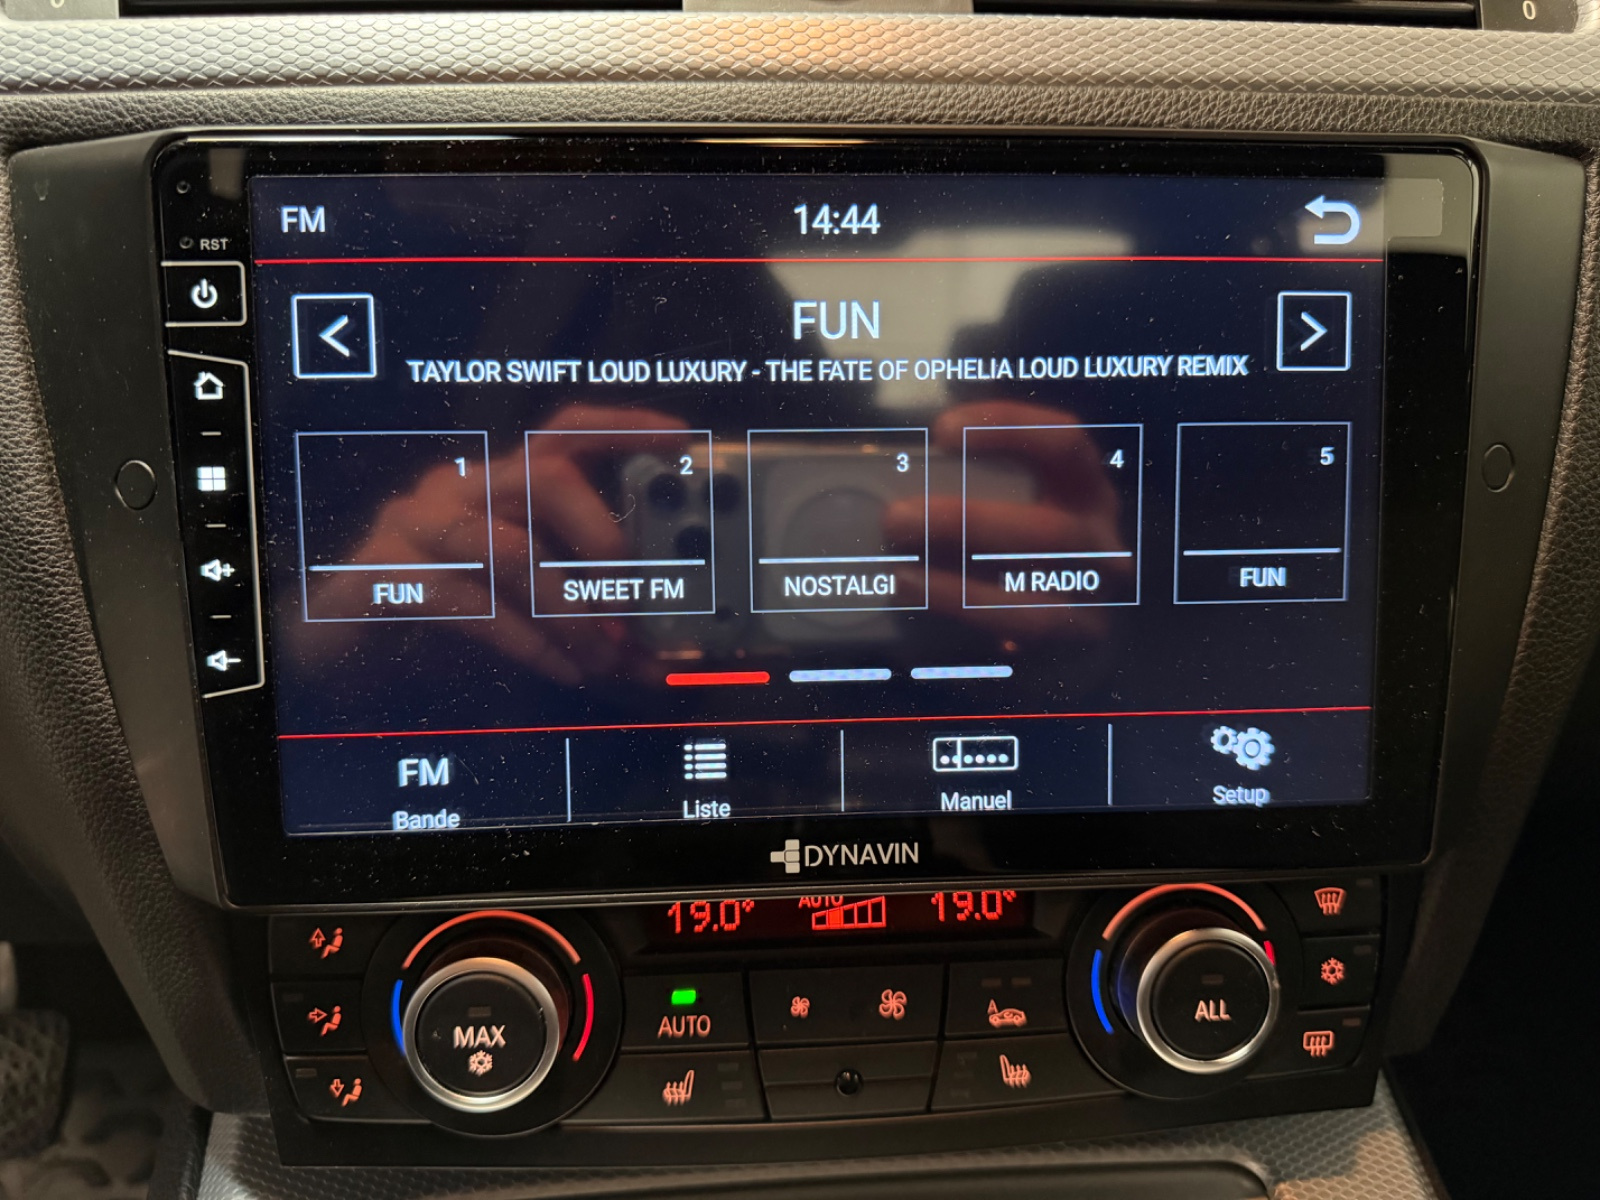 0
0
FM
14:44
RST
FUN
TAYLOR SWIFT LOUD LUXURY - THE FATE OF OPHELIA LOUD LUXURY REMIX
1
2
3
4
5
FUN
SWEET FM
NOSTALGI
M RADIO
FUN
FM
Bande
Liste
Manuel
Setup
DYNAVIN
19.0°
AUTO
19.0°
MAX
AUTO
A
ALL